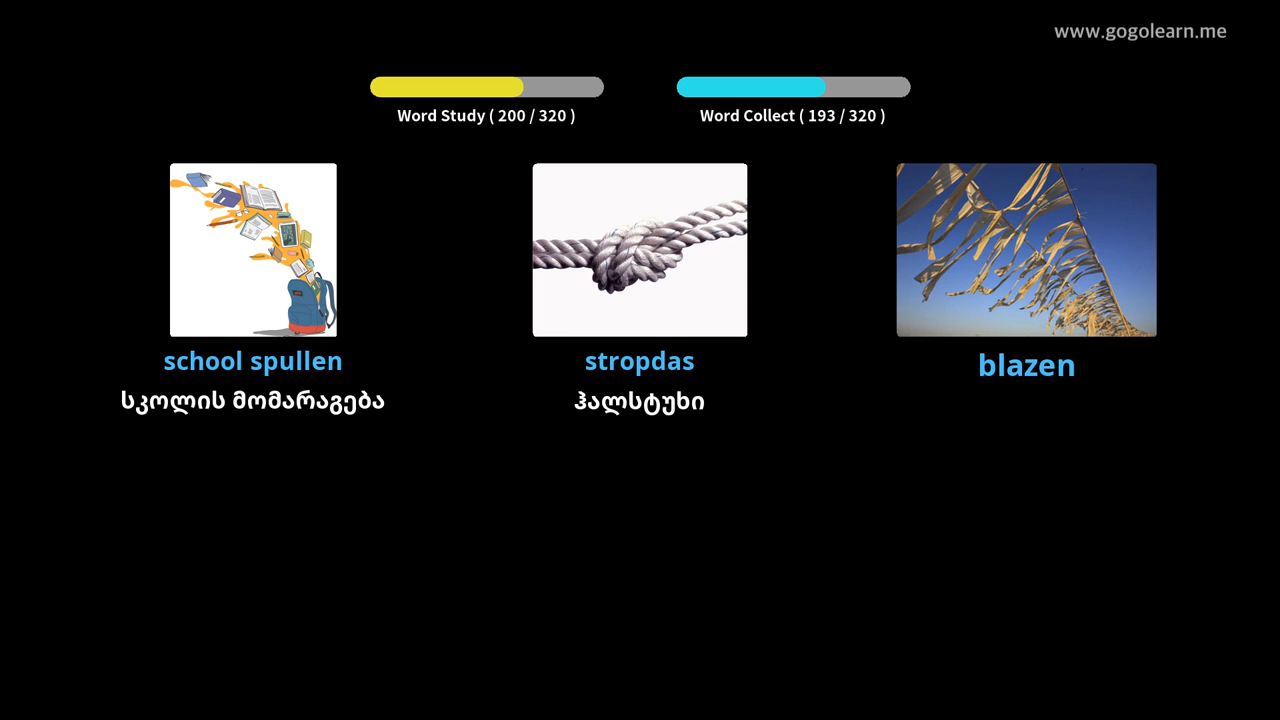 www.gogolearn.me
Word Study ( 200 / 320 )
Word Collect ( 193 / 320 )
school spullen
სკოლის მომარაგება
stropdas
ჰალსტუხი
blazen